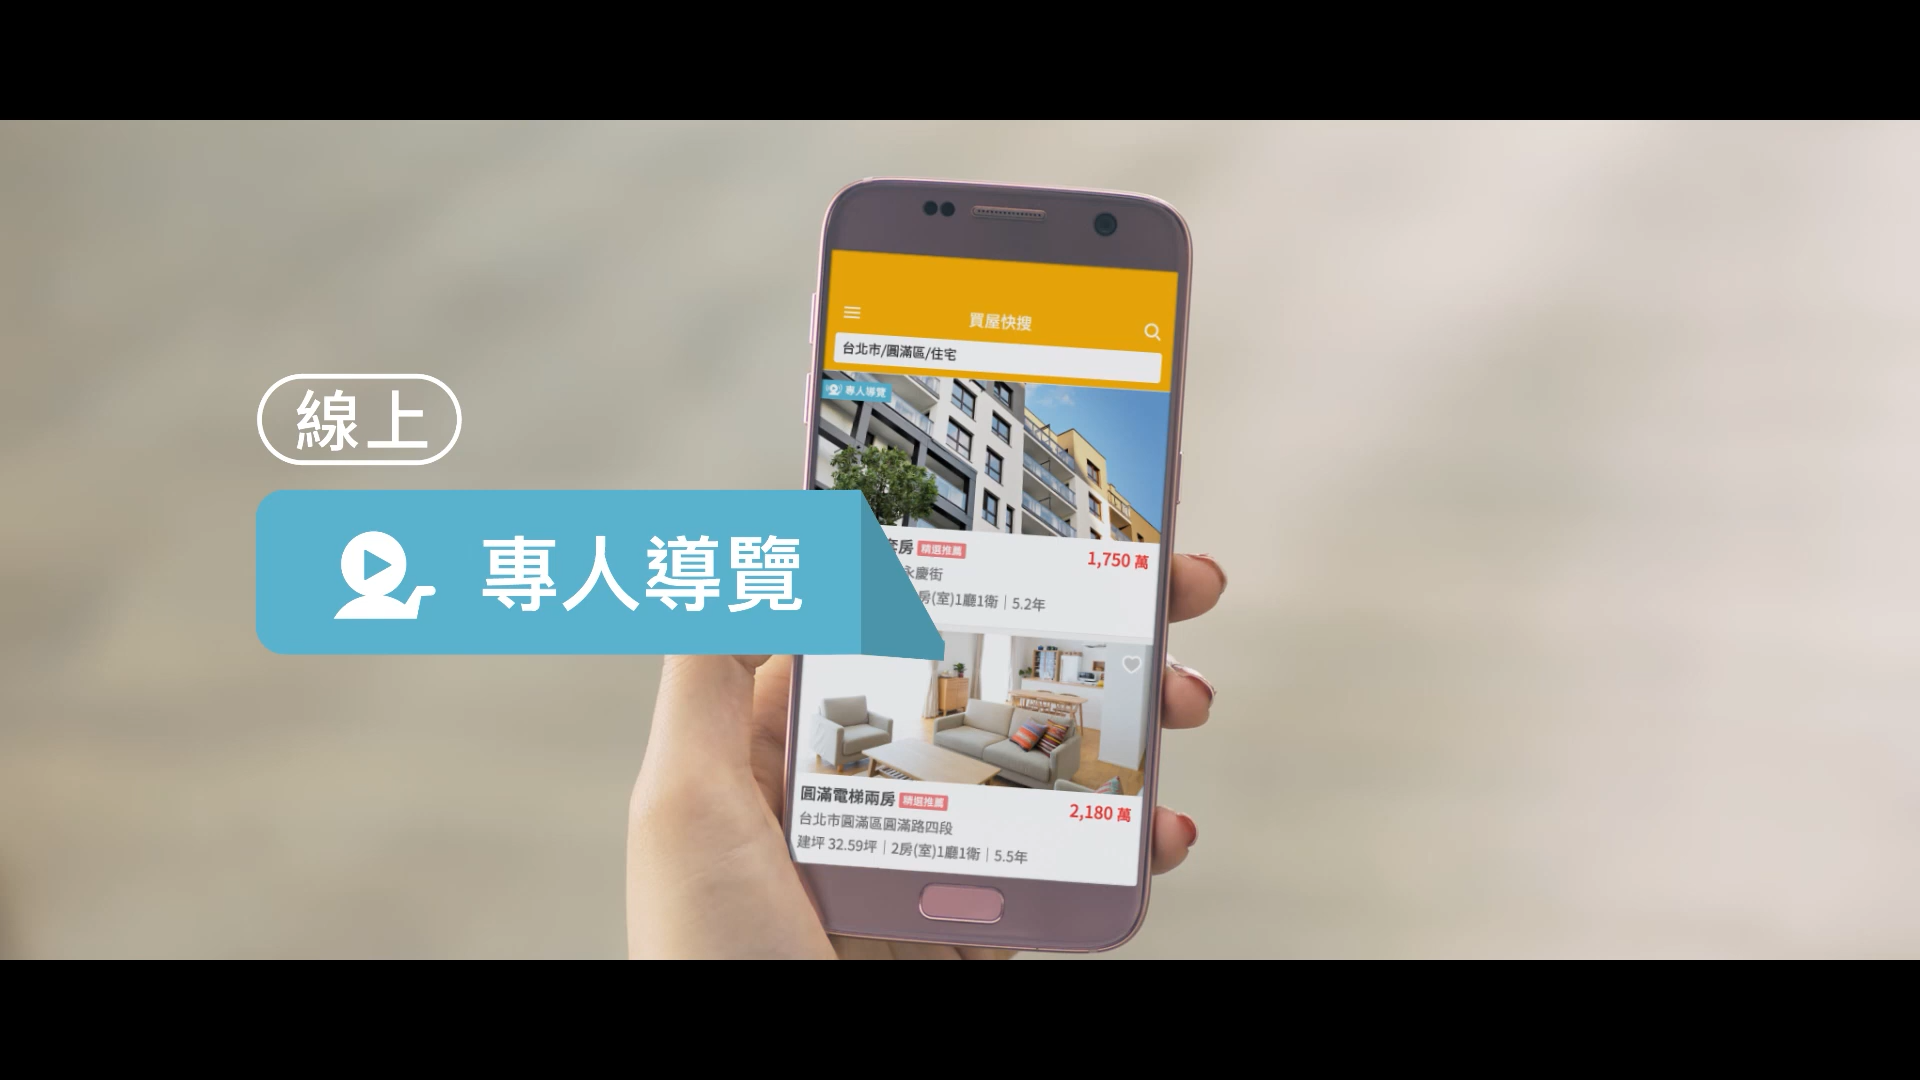 線上
專人導覽
買屋快搜
台北市/圓滿區/住宅
專人導覽
房 精選推薦
1,750 萬
永慶街
房(室)1廳1衛｜5.2年
圓滿電梯兩房 精選推薦
2,180 萬
台北市圓滿區圓滿路四段
建坪 32.59坪｜2房(室)1廳1衛｜5.5年